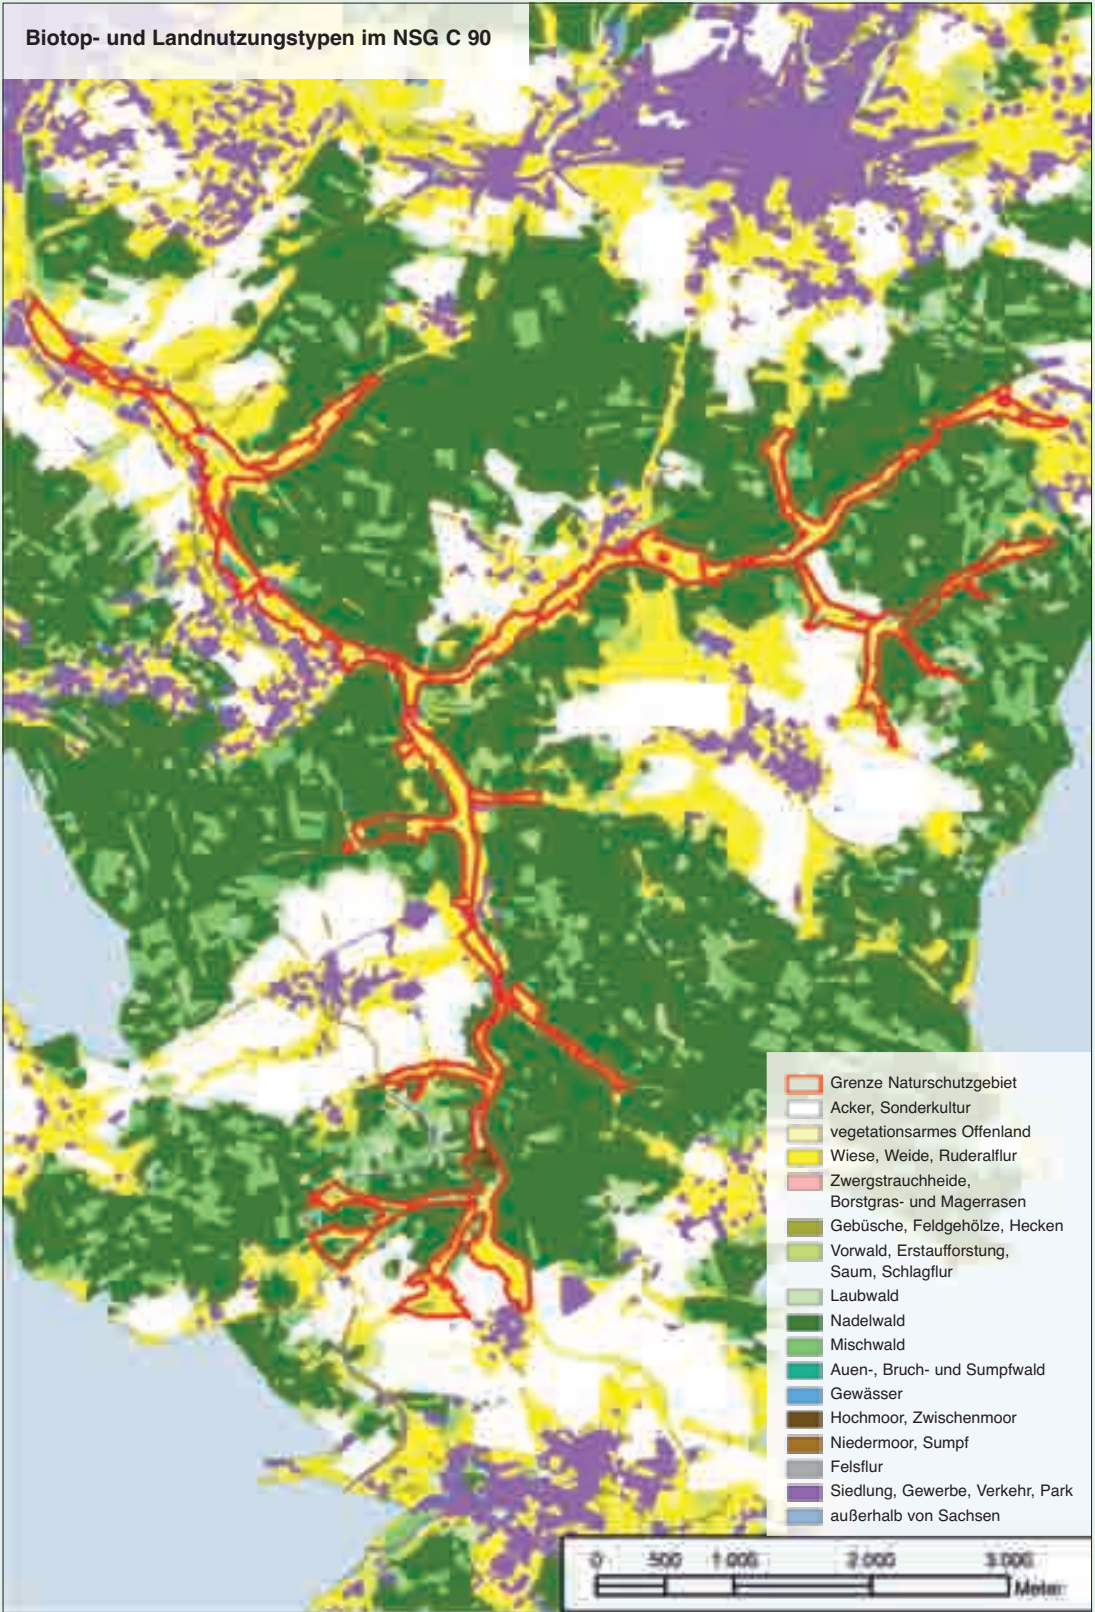 Biotop- und Landnutzungstypen im NSG C 90
Grenze Naturschutzgebiet
Acker, Sonderkultur
vegetationsarmes Offenland
Wiese, Weide, Ruderalflur
Zwergstrauchheide,
Borstgras- und Magerrasen
Gebüsche, Feldgehölze, Hecken
Vorwald, Erstaufforstung,
Saum, Schlagflur
Laubwald
Nadelwald
Mischwald
Auen-, Bruch- und Sumpfwald
Gewässer
Hochmoor, Zwischenmoor
Niedermoor, Sumpf
Felsflur
Siedlung, Gewerbe, Verkehr, Park
außerhalb von Sachsen
0 500 1 000 2 000 3 000
Meter